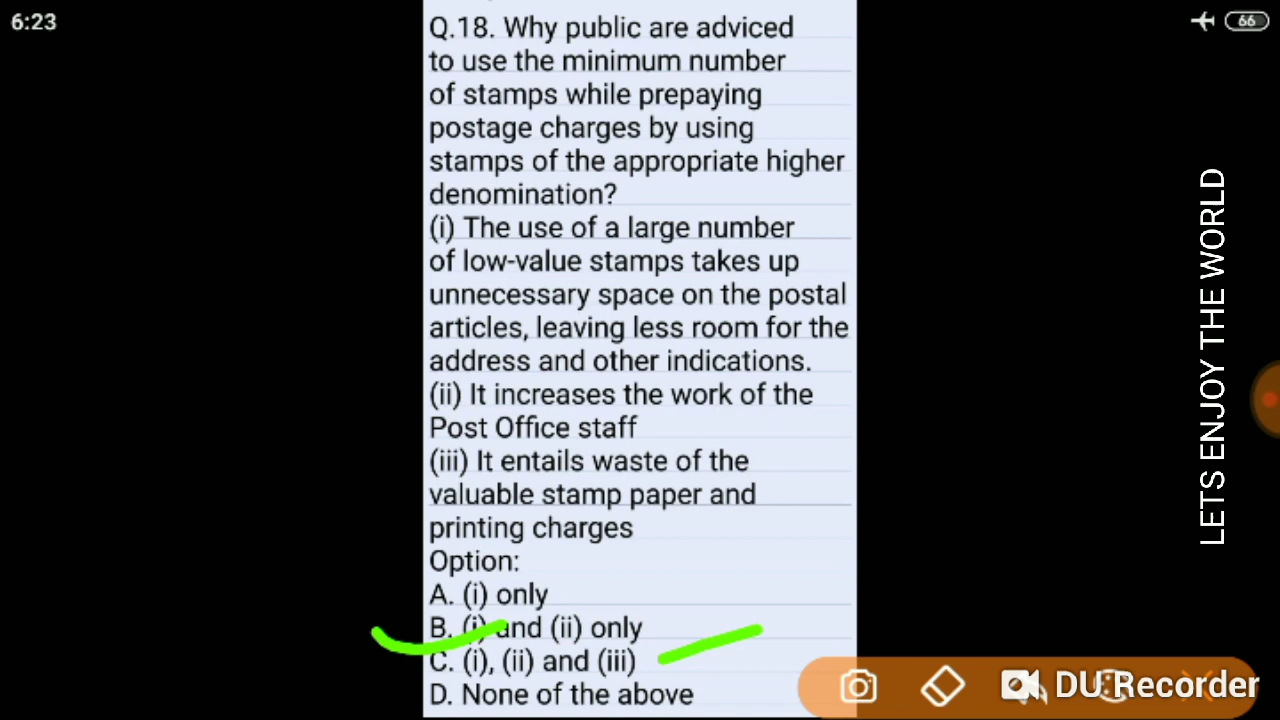 6:23
66
Q.18. Why public are adviced
to use the minimum number
of stamps while prepaying
postage charges by using
stamps of the appropriate higher
denomination?
(i) The use of a large number
of low-value stamps takes up
unnecessary space on the postal
articles, leaving less room for the
address and other indications.
(ii) It increases the work of the
Post Office staff
(iii) It entails waste of the
valuable stamp paper and
printing charges
Option:
A. (i) only
B. (i) and (ii) only
C. (i), (ii) and (iii)
D. None of the above
LETS ENJOY THE WORLD
DU Recorder